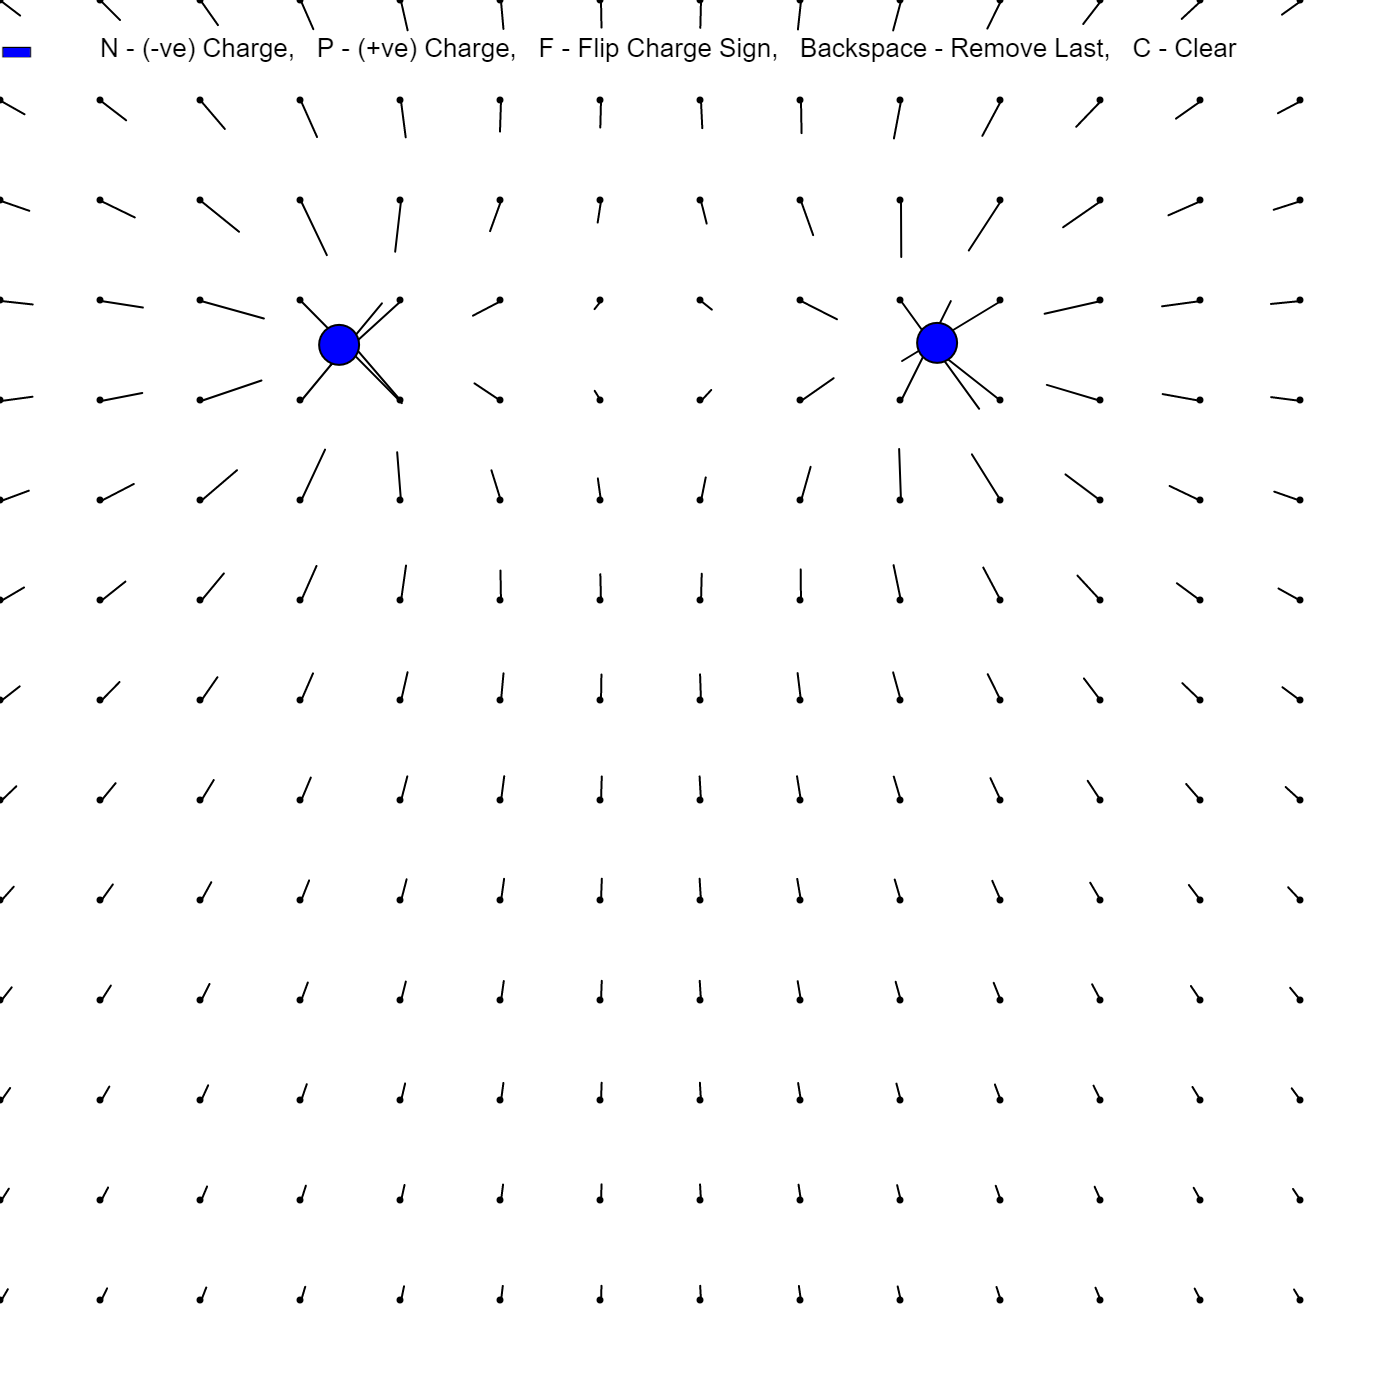 N - (-ve) Charge, P - (+ve) Charge, F - Flip Charge Sign, Backspace - Remove Last, C - Clear